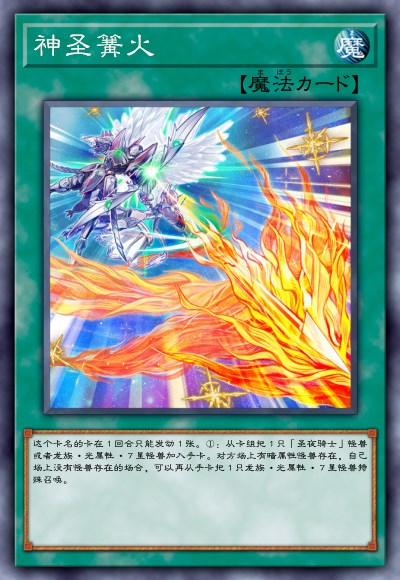 神圣篝火
魔
【魔法カード】
まほう
这个卡名的卡在1回合只能发动1张。①：从卡组把1只「圣夜骑士」怪兽
或者龙族·光属性·7星怪兽加入手卡。对方场上有暗属性怪兽存在，自己
场上没有怪兽存在的场合，可以再从手卡把1只龙族·光属性·7星怪兽特
殊召唤。